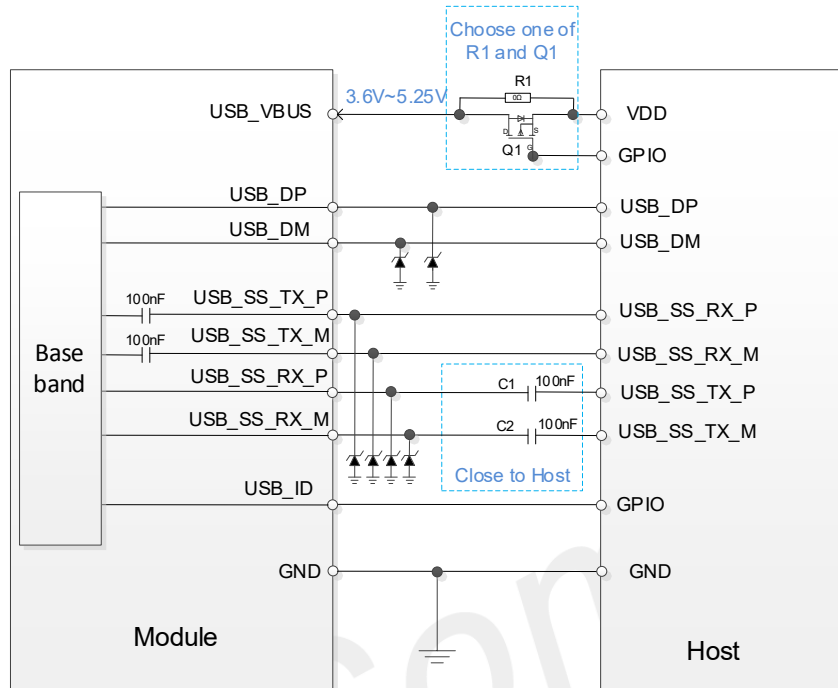 Choose one of
R1 and Q1
R1
0Ω
3.6V~5.25V
USB_VBUS
VDD
D
S
Q1
G
GPIO
USB_DP
USB_DP
USB_DM
USB_DM
100nF
USB_SS_TX_P
USB_SS_RX_P
100nF
USB_SS_TX_M
USB_SS_RX_M
Base
band
USB_SS_RX_P
C1
100nF
USB_SS_TX_P
USB_SS_RX_M
C2
100nF
USB_SS_TX_M
Close to Host
USB_ID
GPIO
GND
GND
Module
Host